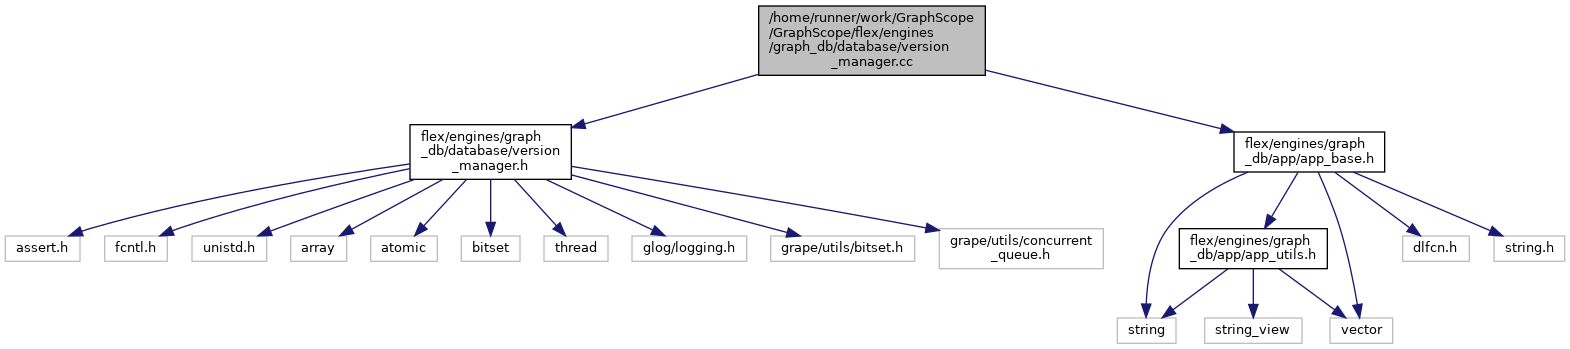 /home/runner/work/GraphScope
/GraphScope/flex/engines
/graph_db/database/version
_manager.cc
flex/engines/graph
_db/database/version
_manager.h
flex/engines/graph
_db/app/app_base.h
assert.h
fcntl.h
unistd.h
array
atomic
bitset
thread
glog/logging.h
grape/utils/bitset.h
grape/utils/concurrent
_queue.h
flex/engines/graph
_db/app/app_utils.h
dlfcn.h
string.h
string
string_view
vector